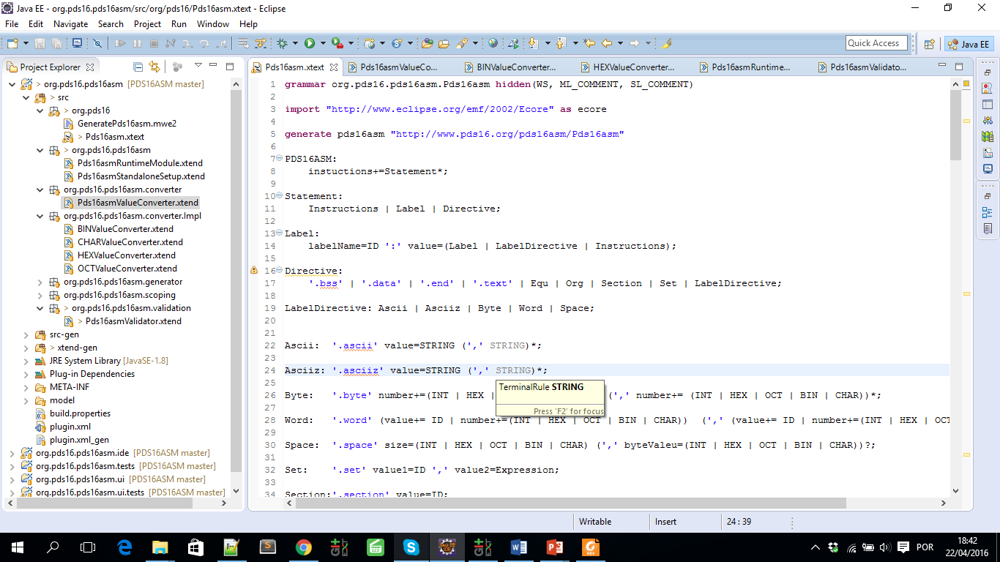 Java EE - org.pds16.pds16asm/src/org/pds16/Pds16asm.xtext - Eclipse
File Edit Navigate Search Project Run Window Help
Quick Access
Java EE
Project Explorer
Pds16asm.xtext
Pds16asmValueCo...
BINValueConverter...
HEXValueConverter...
Pds16asmRuntime...
Pds16asmValidato...
> org.pds16.pds16asm [PDS16ASM master]
> src
> org.pds16
GeneratePds16asm.mwe2
> Pds16asm.xtext
> org.pds16.pds16asm
Pds16asmRuntimeModule.xtend
Pds16asmStandaloneSetup.xtend
org.pds16.pds16asm.converter
Pds16asmValueConverter.xtend
org.pds16.pds16asm.converter.Impl
BINValueConverter.xtend
CHARValueConverter.xtend
HEXValueConverter.xtend
OCTValueConverter.xtend
org.pds16.pds16asm.generator
org.pds16.pds16asm.scoping
> org.pds16.pds16asm.validation
> Pds16asmValidator.xtend
src-gen
> xtend-gen
JRE System Library [JavaSE-1.8]
Plug-in Dependencies
META-INF
model
build.properties
plugin.xml
plugin.xml_gen
org.pds16.pds16asm.ide [PDS16ASM master]
org.pds16.pds16asm.tests [PDS16ASM master]
org.pds16.pds16asm.ui [PDS16ASM master]
org.pds16.pds16asm.ui.tests [PDS16ASM master]
1 grammar org.pds16.pds16asm.Pds16asm hidden(WS, ML_COMMENT, SL_COMMENT)
2
3 import "http://www.eclipse.org/emf/2002/Ecore" as ecore
4
5 generate pds16asm "http://www.pds16.org/pds16asm/Pds16asm"
6
7 PDS16ASM:
8 instuctions+=Statement*;
9
10 Statement:
11 Instructions | Label | Directive;
12
13 Label:
14 labelName=ID ':' value=(Label | LabelDirective | Instructions);
15
16 Directive:
17 '.bss' | '.data' | '.end' | '.text' | Equ | Org | Section | Set | LabelDirective;
18
19 LabelDirective: Ascii | Asciiz | Byte | Word | Space;
20
21
22 Ascii: '.ascii' value=STRING (',' STRING)*;
23
24 Asciiz: '.asciiz' value=STRING (',' STRING)*;
25
TerminalRule STRING
Press 'F2' for focus
26 Byte: '.byte' number+=(INT | HEX | (',' number+= (INT | HEX | OCT | BIN | CHAR))*;
27
28 Word: '.word' (value+= ID | number+=(INT | HEX | OCT | BIN | CHAR)) (',' (value+= ID | number+=(INT | HEX | OCT
29
30 Space: '.space' size=(INT | HEX | OCT | BIN | CHAR) (',' byteValeu=(INT | HEX | OCT | BIN | CHAR))?;
31
32 Set: '.set' value1=ID ',' value2=Expression;
33
34 Section:'.section' value=ID;
Writable
Insert
24 : 39
POR
18:42
22/04/2016